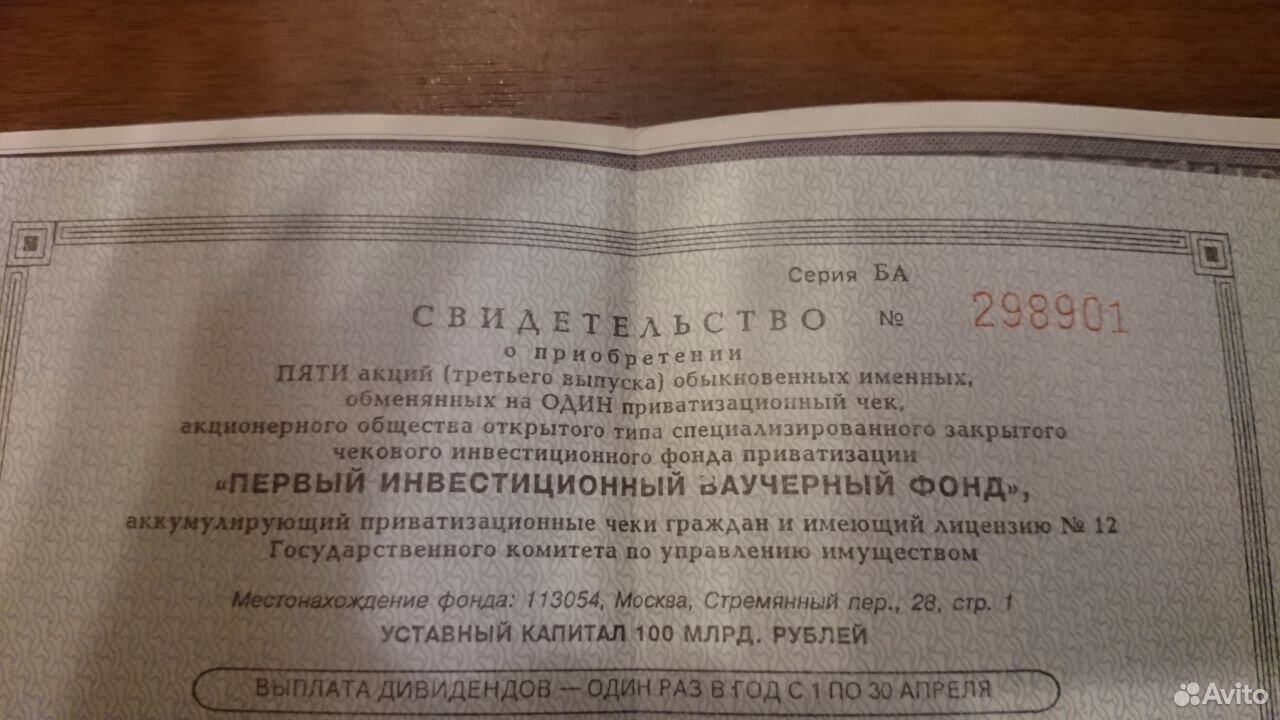 Серия БА
СВИДЕТЕЛЬСТВО № 298901
о приобретении
ПЯТИ акций (третьего выпуска) обыкновенных именных,
обменянных на ОДИН приватизационный чек,
акционерного общества открытого типа специализированного закрытого
чекового инвестиционного фонда приватизации
«ПЕРВЫЙ ИНВЕСТИЦИОННЫЙ ВАУЧЕРНЫЙ ФОНД»,
аккумулирующий приватизационные чеки граждан и имеющий лицензию № 12
Государственного комитета по управлению имуществом
Местонахождение фонда: 113054, Москва, Стремянный пер., 28, стр. 1
УСТАВНЫЙ КАПИТАЛ 100 МЛРД. РУБЛЕЙ
ВЫПЛАТА ДИВИДЕНДОВ — ОДИН РАЗ В ГОД С 1 ПО 30 АПРЕЛЯ
Avito